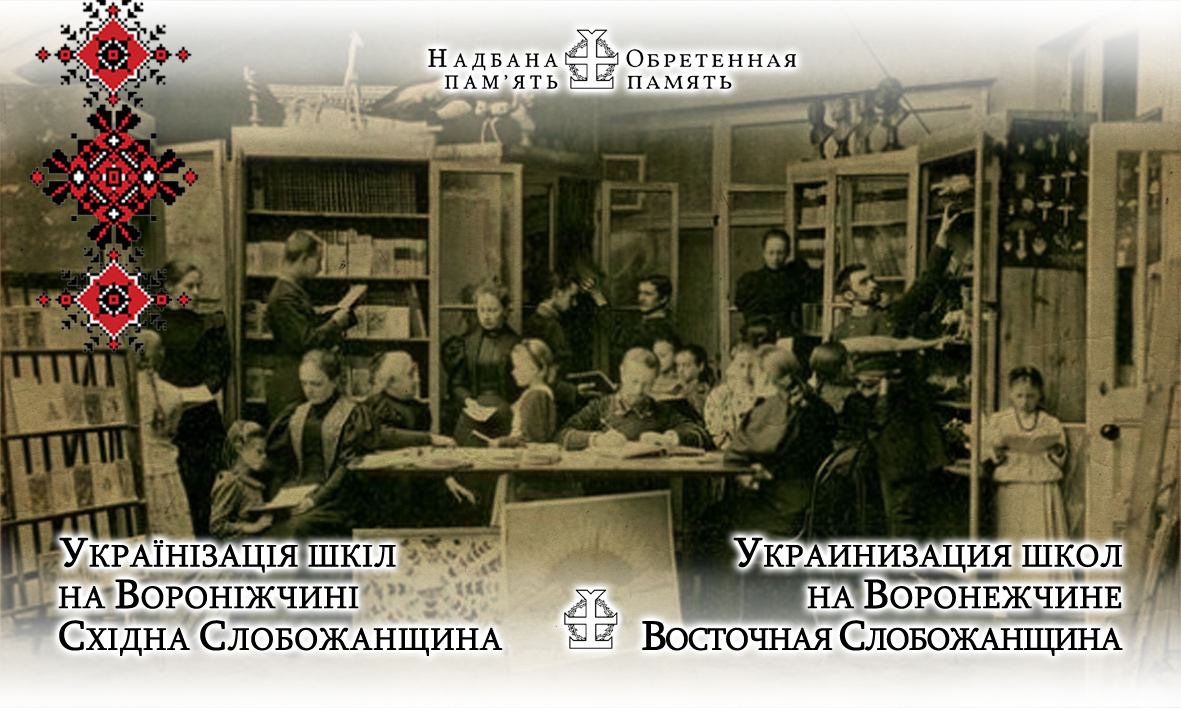 Надбана
пам'ять
Обретенная
память
Українізація шкіл
на Вороніжчині
Східна Слобожанщина
Украинизация школ
на Воронежчине
Восточная Слобожанщина